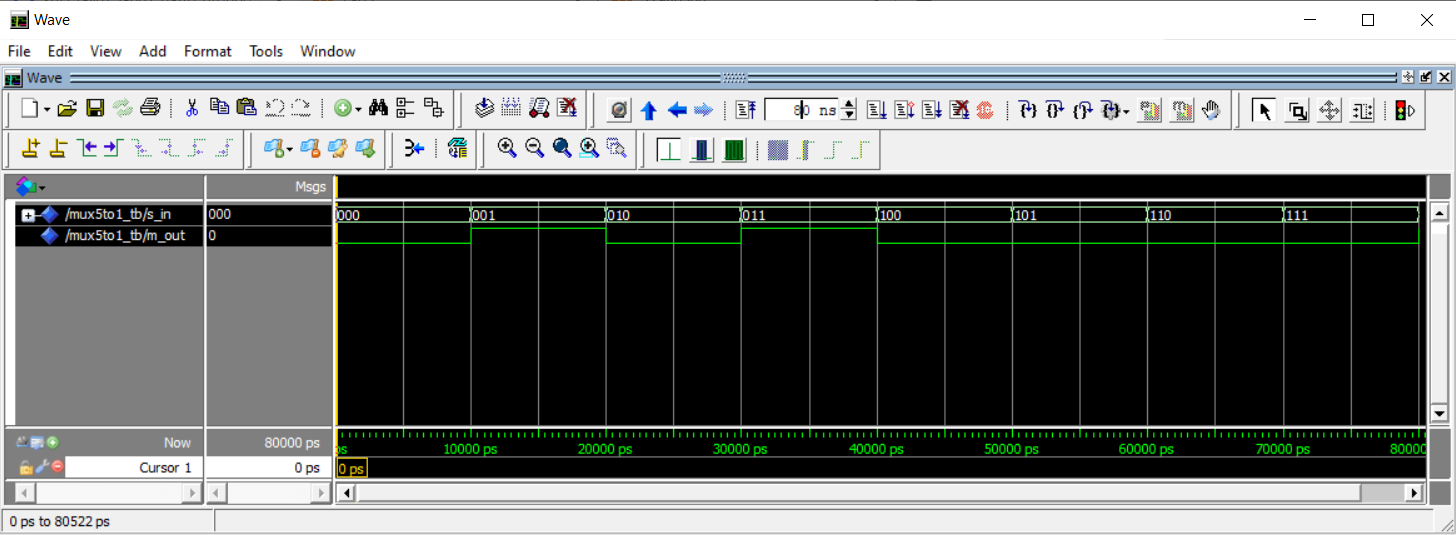 Wave
File Edit View Add Format Tools Window
Wave
80 ns
Msgs
/mux5to1_tb/s_in 000 000 001 010 011 100 101 110 111
/mux5to1_tb/m_out 0
Now 80000 ps ps 10000 ps 20000 ps 30000 ps 40000 ps 50000 ps 60000 ps 70000 ps 80000
Cursor 1 0 ps 0 ps
0 ps to 80522 ps